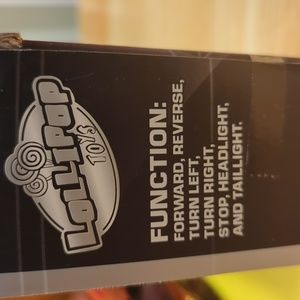 LOLLIPOP
TOYS
FUNCTION:
FORWARD, REVERSE,
TURN LEFT,
TURN RIGHT,
STOP, HEADLIGHT,
AND TAILLIGHT.